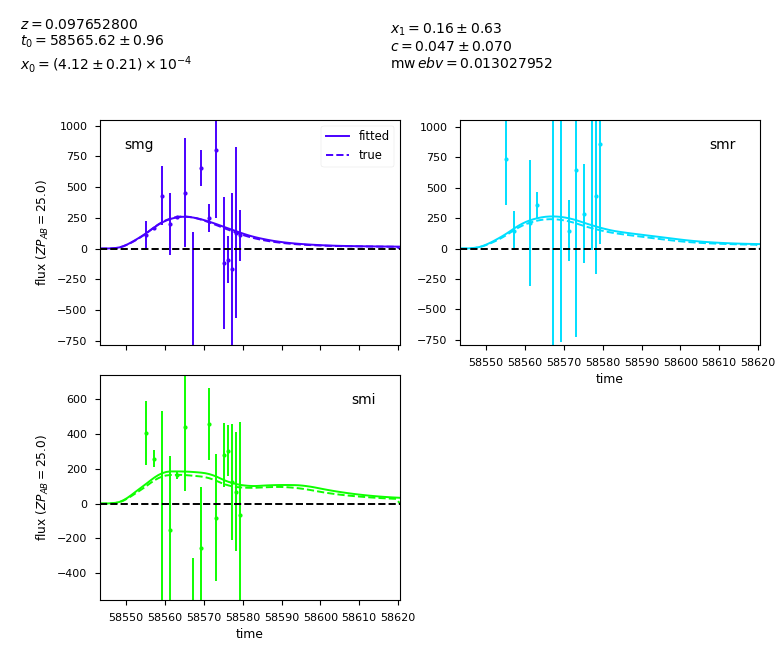 z = 0.097652800
t₀ = 58565.62 ± 0.96
x₀ = (4.12 ± 0.21) × 10⁻⁴
x₁ = 0.16 ± 0.63
c = 0.047 ± 0.070
mw ebv = 0.013027952
smg
fitted
true
1000
750
500
250
0
−250
−500
−750
flux (ZP_AB = 25.0)
smr
1000
750
500
250
0
−250
−500
−750
58550 58560 58570 58580 58590 58600 58610 58620
time
smi
600
400
200
0
−200
−400
flux (ZP_AB = 25.0)
58550 58560 58570 58580 58590 58600 58610 58620
time